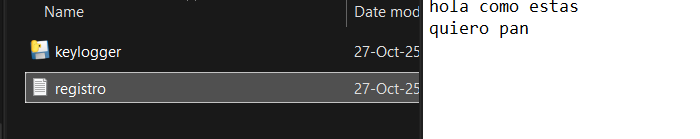 hola como estas
quiero pan
Name
Date mod
keylogger
27-Oct-25
registro
27-Oct-25